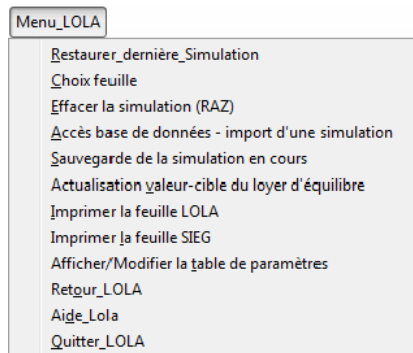 Menu_LOLA
Restaurer_dernière_Simulation
Choix feuille
Effacer la simulation (RAZ)
Accès base de données - import d'une simulation
Sauvegarde de la simulation en cours
Actualisation valeur-cible du loyer d'équilibre
Imprimer la feuille LOLA
Imprimer la feuille SIEG
Afficher/Modifier la table de paramètres
Retour_LOLA
Aide_Lola
Quitter_LOLA